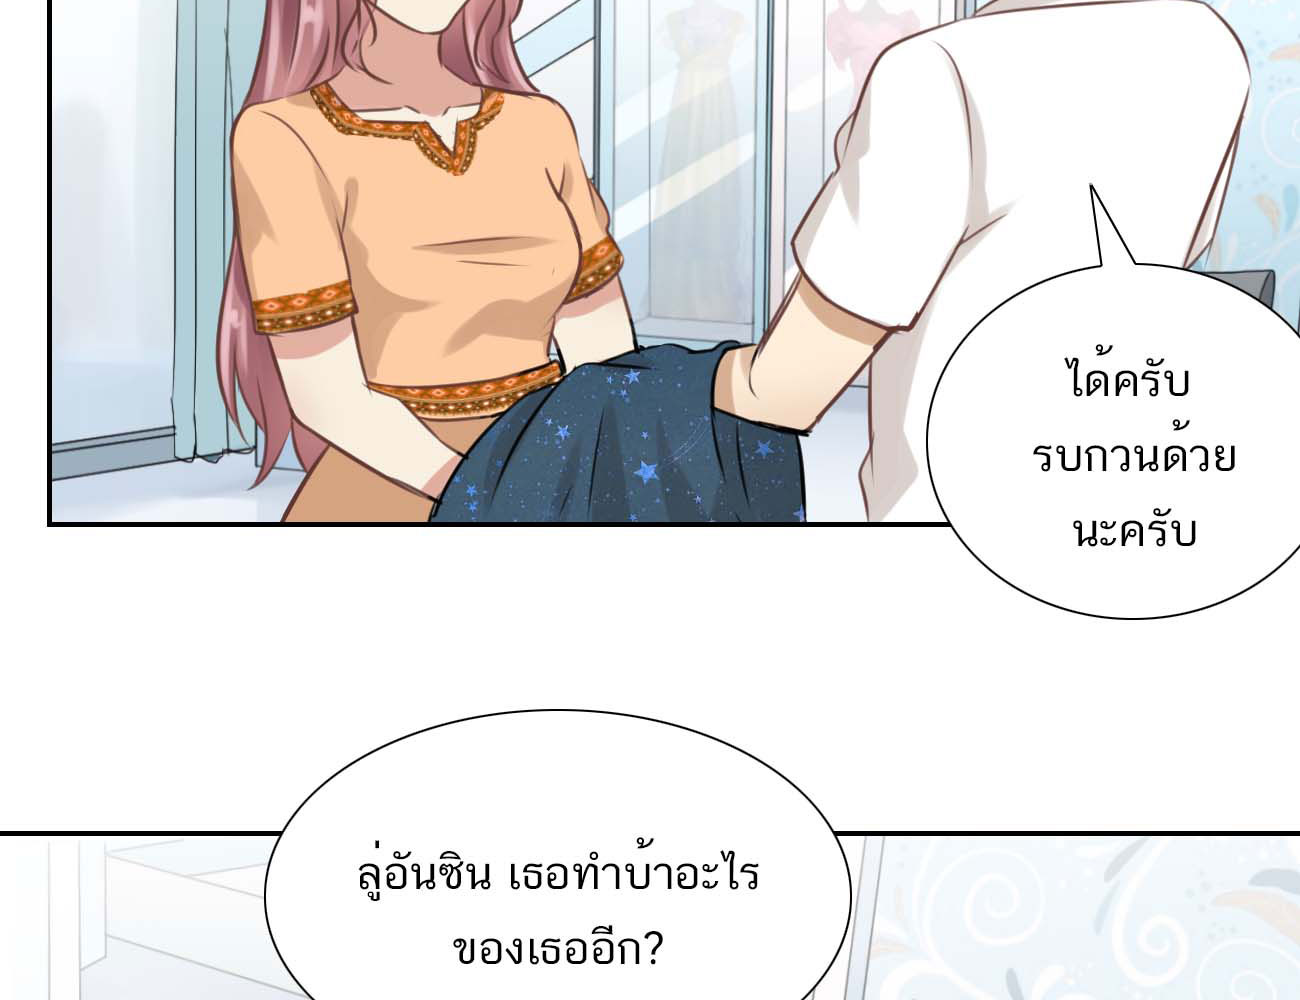 ได้ครับ
รบกวนด้วย
นะครับ
ลู่อันซิน เธอทำบ้าอะไร
ของเธออีก?